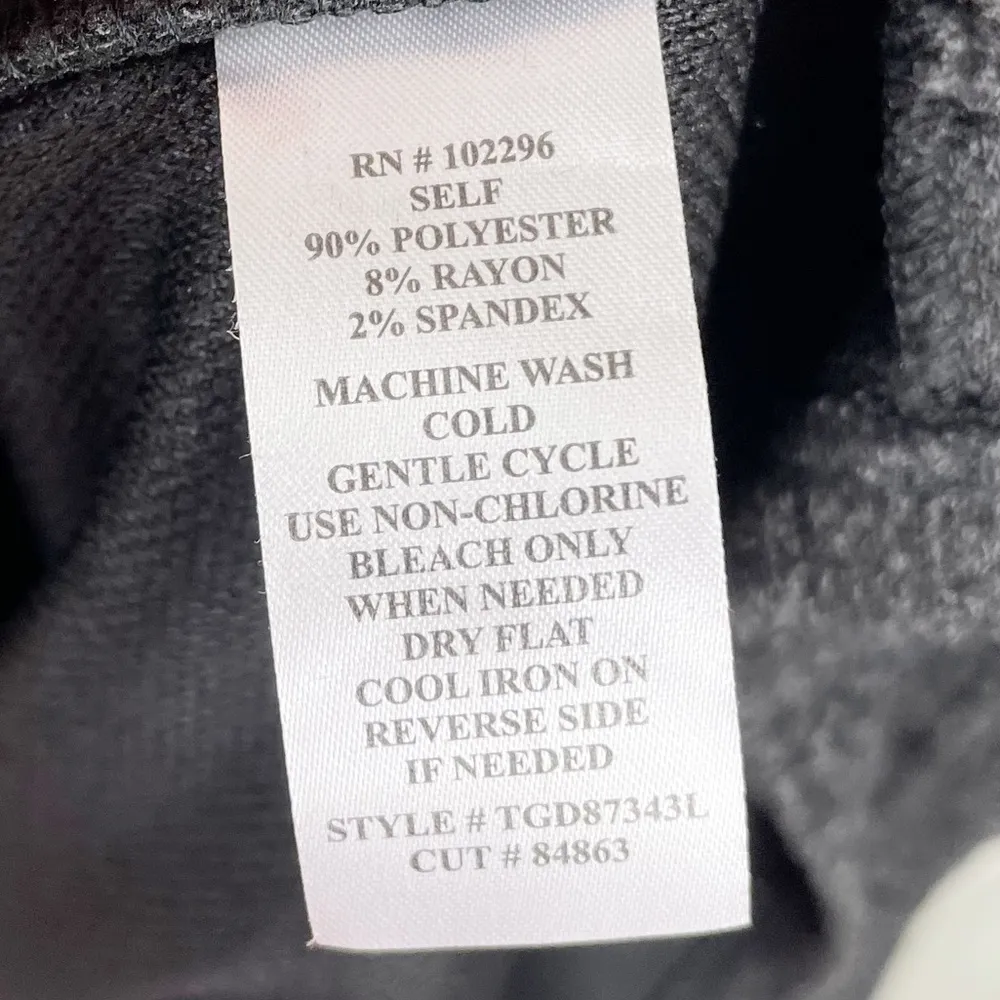 RN # 102296
SELF
90% POLYESTER
8% RAYON
2% SPANDEX
MACHINE WASH
COLD
GENTLE CYCLE
USE NON-CHLORINE
BLEACH ONLY
WHEN NEEDED
DRY FLAT
COOL IRON ON
REVERSE SIDE
IF NEEDED
STYLE # TGD87343L
CUT # 84863